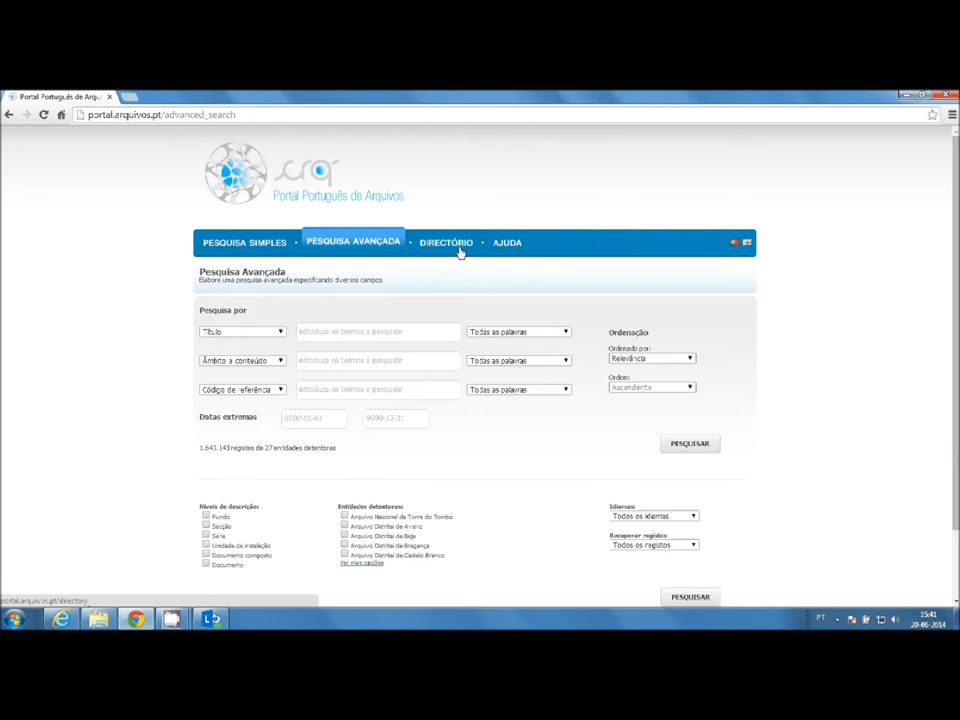 Portal Português de Arqu
portal.arquivos.pt/advanced_search
crqr
Portal Português de Arquivos
PESQUISA SIMPLES • PESQUISA AVANÇADA • DIRECTÓRIO • AJUDA
Pesquisa Avançada
Elabore uma pesquisa avançada especificando diversos campos
Pesquisa por
Título introduza os termos a pesquisar Todas as palavras
Âmbito e conteúdo introduza os termos a pesquisar Todas as palavras
Código de referência introduza os termos a pesquisar Todas as palavras
Ordenação
Ordenado por:
Relevância
Ordem:
Ascendente
Datas extremas 0000-01-01 9999-12-31
1.643.143 registos de 27 entidades detentoras
PESQUISAR
Níveis de descrição:
Fundo
Secção
Série
Unidade de instalação
Documento composto
Documento
Entidades detentoras:
Arquivo Nacional da Torre do Tombo
Arquivo Distrital de Aveiro
Arquivo Distrital de Beja
Arquivo Distrital de Bragança
Arquivo Distrital de Castelo Branco
Ver mais opções
Idiomas:
Todos os idiomas
Recuperar registos:
Todos os registos
PESQUISAR
portal.arquivos.pt/directory
PT
15:41
20-06-2014